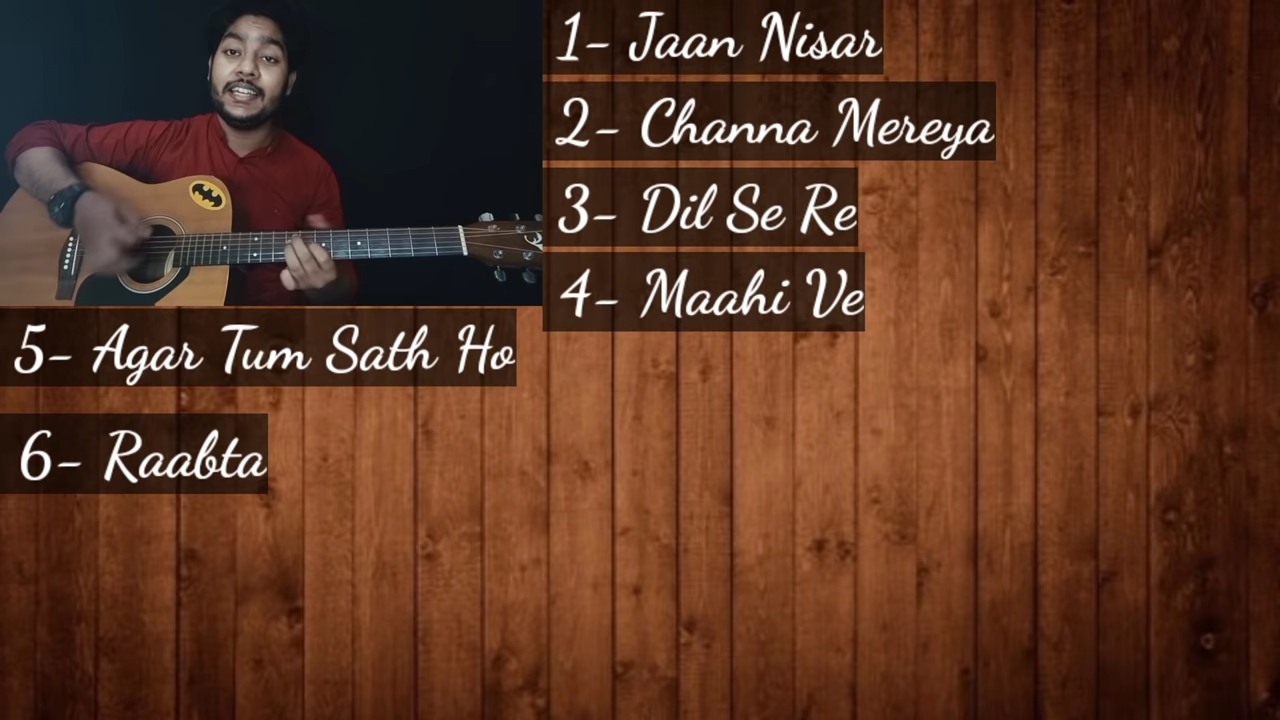 1- Jaan Nisar
2- Channa Mereya
3- Dil Se Re
4- Maahi Ve
5- Agar Tum Sath Ho
6- Raabta